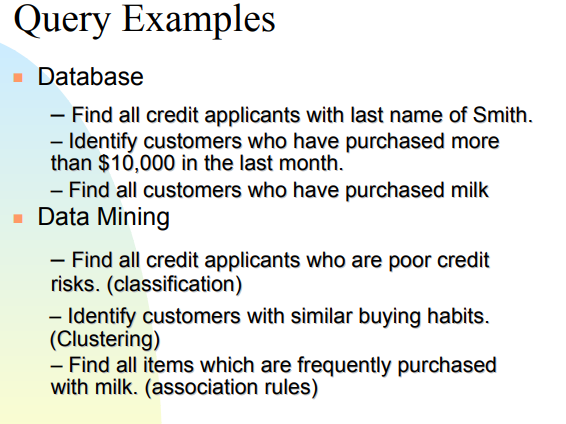 Query Examples
Database
– Find all credit applicants with last name of Smith.
– Identify customers who have purchased more
than $10,000 in the last month.
– Find all customers who have purchased milk
Data Mining
– Find all credit applicants who are poor credit
risks. (classification)
– Identify customers with similar buying habits.
(Clustering)
– Find all items which are frequently purchased
with milk. (association rules)